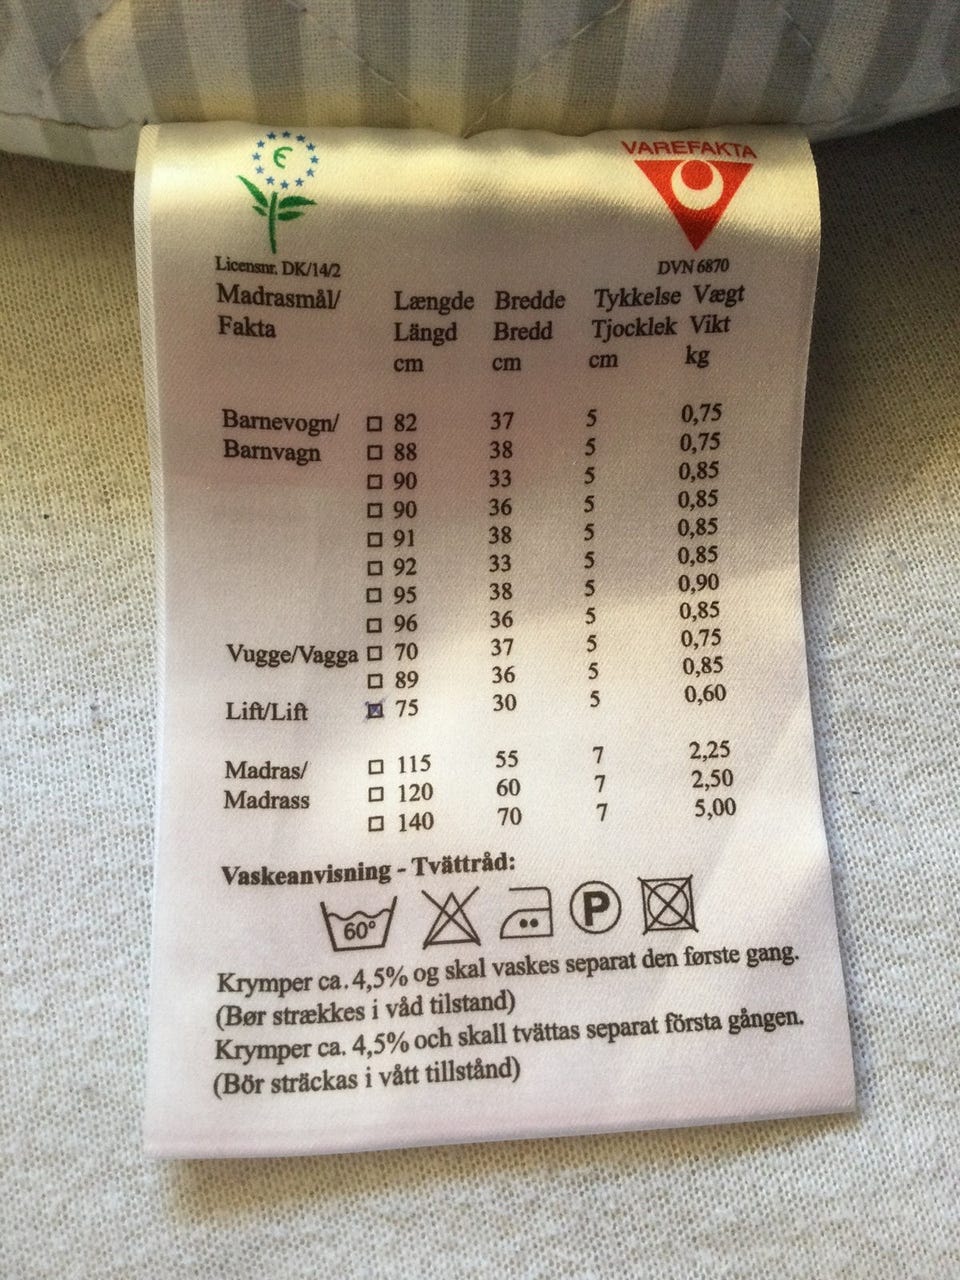 €
VAREFAKTA
Licensnr. DK/14/2
DVN 6870
Madrasmål/ Længde Bredde Tykkelse Vægt
Fakta Längd Bredd Tjocklek Vikt
cm cm cm kg
Barnevogn/ 82 37 5 0,75
Barnvagn 88 38 5 0,75
90 33 5 0,85
90 36 5 0,85
91 38 5 0,85
92 33 5 0,85
95 38 5 0,90
96 36 5 0,85
Vugge/Vagga 70 37 5 0,75
89 36 5 0,85
Lift/Lift 75 30 5 0,60
Madras/ 115 55 7 2,25
Madrass 120 60 7 2,50
140 70 7 5,00
Vaskeanvisning - Tvättråd:
60° P
Krymper ca. 4,5% og skal vaskes separat den første gang.
(Bør strækkes i våd tilstand)
Krymper ca. 4,5% och skall tvättas separat första gången.
(Bör sträckas i vått tillstånd)